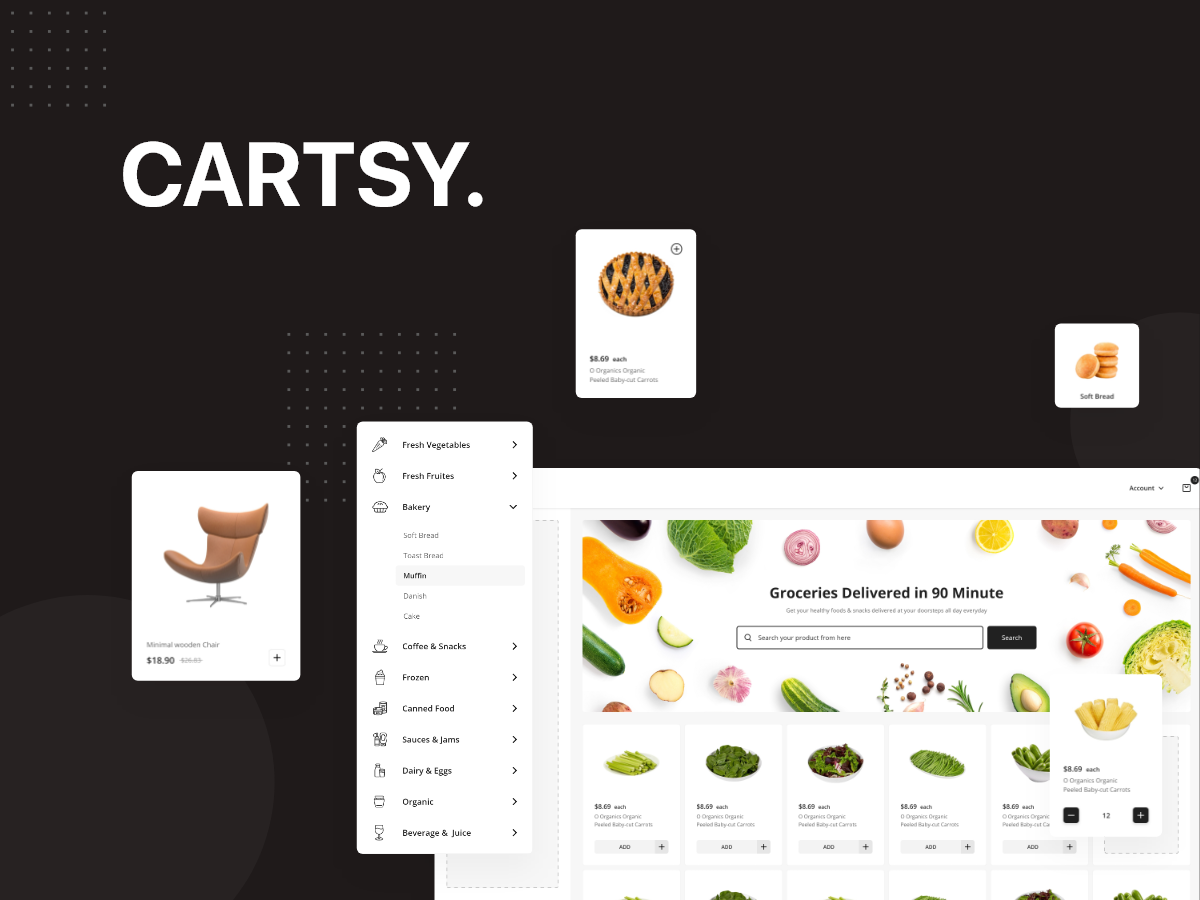 CARTSY.
$8.69 each
O Organics Organic
Peeled Baby-cut Carrots
Soft Bread
Minimal wooden Chair
$18.90 $26.85
Fresh Vegetables
Fresh Fruites
Bakery
Soft Bread
Toast Bread
Muffin
Danish
Cake
Coffee & Snacks
Frozen
Canned Food
Sauces & Jams
Dairy & Eggs
Organic
Beverage & Juice
Account
Groceries Delivered in 90 Minute
Get your healthy foods & snacks delivered at your doorsteps all day everyday
Search your product from here
Search
$8.69 each
O Organics Organic
Peeled Baby-cut Carrots
ADD
$8.69 each
O Organics Organic
Peeled Baby-cut Carrots
ADD
$8.69 each
O Organics Organic
Peeled Baby-cut Carrots
ADD
$8.69 each
O Organics Organic
Peeled Baby-cut Carrots
ADD
$8.69 each
O Organics Organic
Peeled Baby-cut
ADD
$8.69 each
O Organics Organic
Peeled Baby-cut Carrots
12